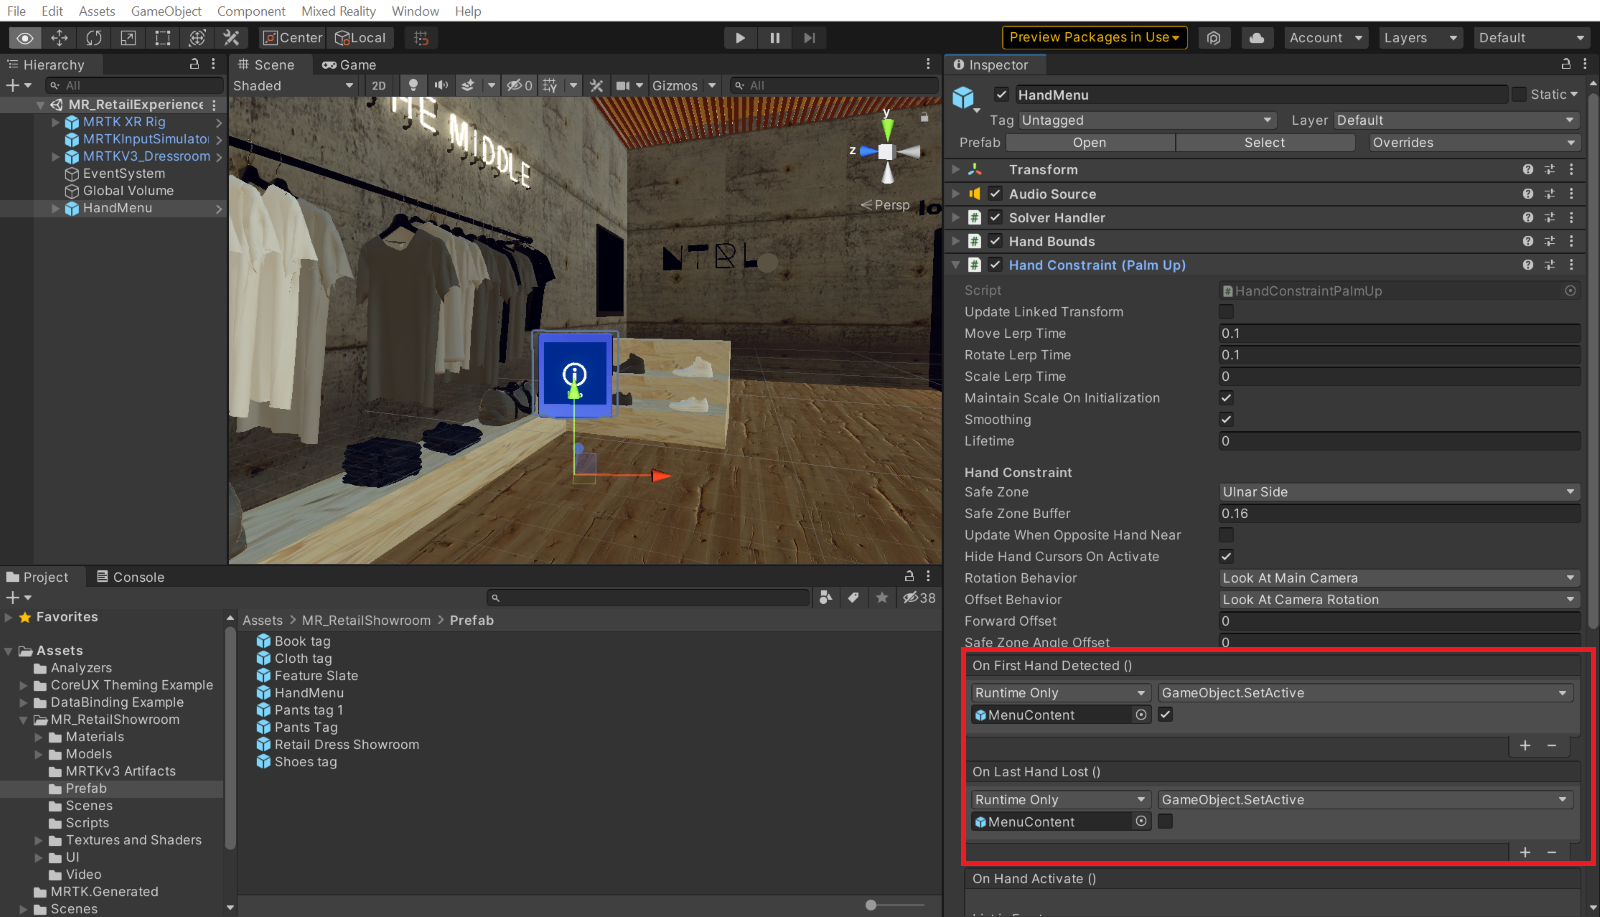 File Edit Assets GameObject Component Mixed Reality Window Help
Center Local Preview Packages in Use Account Layers Default
Hierarchy
All
MR_RetailExperience
MRTK XR Rig
MRTKInputSimulato
MRTKV3_Dressroom
EventSystem
Global Volume
HandMenu
Scene Game
Shaded 2D 0 Gizmos All
THE MIDDLE
NTRL
lo
y
z
Persp
Project Console
38
Favorites
Assets
Analyzers
CoreUX Theming Example
DataBinding Example
MR_RetailShowroom
Materials
Models
MRTKv3 Artifacts
Prefab
Scenes
Scripts
Textures and Shaders
UI
Video
MRTK.Generated
Scenes
Assets > MR_RetailShowroom > Prefab
Book tag
Cloth tag
Feature Slate
HandMenu
Pants tag 1
Pants Tag
Retail Dress Showroom
Shoes tag
Inspector
HandMenu Static
Tag Untagged Layer Default
Prefab Open Select Overrides
Transform
Audio Source
# Solver Handler
# Hand Bounds
# Hand Constraint (Palm Up)
Script HandConstraintPalmUp
Update Linked Transform
Move Lerp Time 0.1
Rotate Lerp Time 0.1
Scale Lerp Time 0
Maintain Scale On Initialization
Smoothing
Lifetime 0
Hand Constraint
Safe Zone Ulnar Side
Safe Zone Buffer 0.16
Update When Opposite Hand Near
Hide Hand Cursors On Activate
Rotation Behavior Look At Main Camera
Offset Behavior Look At Camera Rotation
Forward Offset 0
Safe Zone Angle Offset 0
On First Hand Detected ()
Runtime Only GameObject.SetActive
MenuContent
+ −
On Last Hand Lost ()
Runtime Only GameObject.SetActive
MenuContent
+ −
On Hand Activate ()